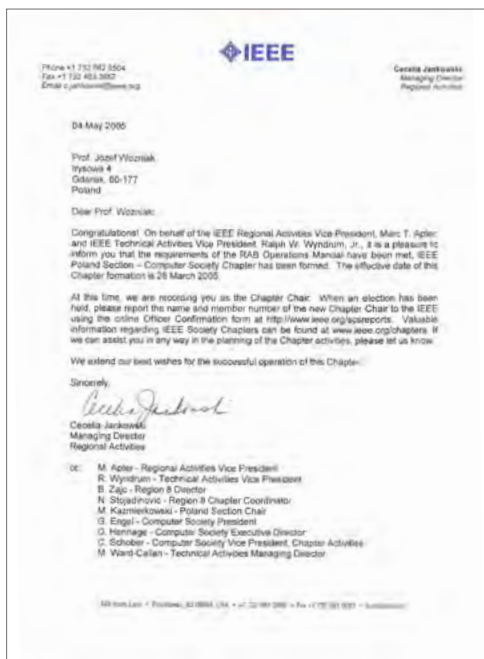 IEEE
Phone +1 732
Fax +1 732
Email
Cecelia Jankowski
Managing Director
Regional Activities
04 May 2005
Prof. Jozef Wozniak
4
Gdansk, 80-177
Poland
Dear Prof. Wozniak:
Congratulations! On behalf of the IEEE Regional Activities Vice President, Marc T. Apter,
and IEEE Technical Activities Vice President, Ralph W. Wyndrum, Jr., it is a pleasure to
inform you that the requirements of the RAB Operations Manual have been met, IEEE
Poland Section – Computer Society Chapter has been formed. The effective date of this
Chapter formation is 28 March 2005.
At this time, we are recording you as the Chapter Chair. When an election has been
held, please report the name and member number of the new Chapter Chair to the IEEE
using the online Officer Confirmation form at http://www.ieee.org/scsreports. Valuable
information regarding IEEE Society Chapters can be found at www.ieee.org/chapters. If
we can assist you in any way in the planning of the Chapter activities, please let us know.
We extend our best wishes for the successful operation of this Chapter.
Sincerely,
Cecelia Jankowski
Cecelia Jankowski
Managing Director
Regional Activities
cc: M. Apter - Regional Activities Vice President
R. Wyndrum - Technical Activities Vice President
B. Zajc - Region 8 Director
N. Stojadinovic - Region 8 Chapter Coordinator
M. Kazmierkowski - Poland Section Chair
G. Engel - Computer Society President
D. Hennage - Computer Society Executive Director
C. Schober - Computer Society Vice President, Chapter Activities
M. Ward-Callan - Technical Activities Managing Director